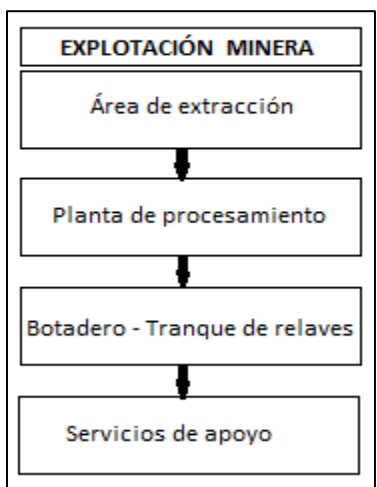 EXPLOTACIÓN MINERA
Área de extracción
Planta de procesamiento
Botadero - Tranque de relaves
Servicios de apoyo